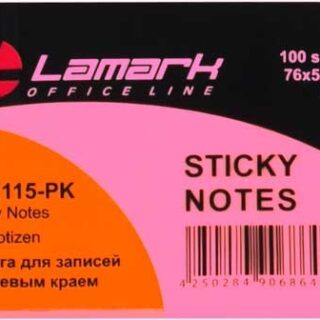 Lamark
OFFICE LINE
100 s
76x5
115-PK
y Notes
otizen
га для записей
евым краем
STICKY
NOTES
4250284906864